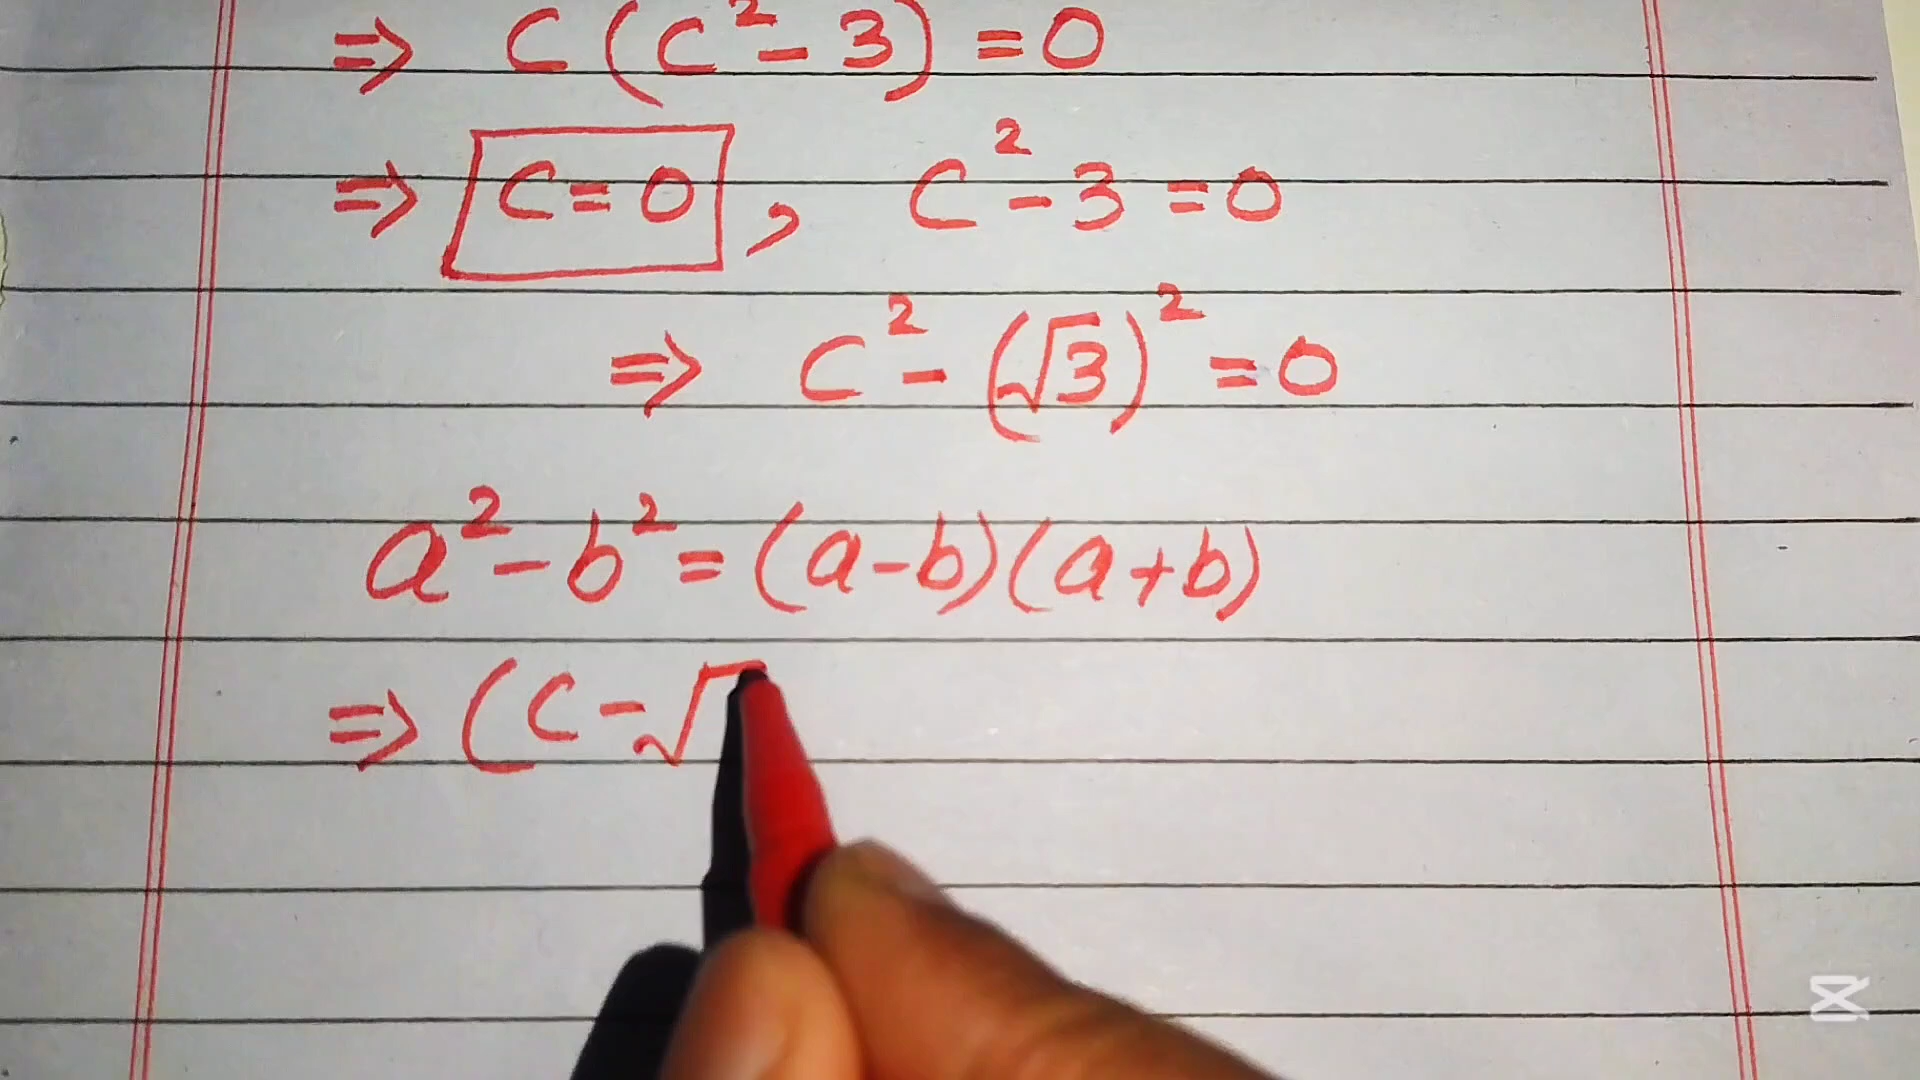 ⇒ C (C² - 3) = 0
⇒ C = 0 , C² - 3 = 0
⇒ C² - (√3)² = 0
a² - b² = (a-b)(a+b)
⇒ (C - √